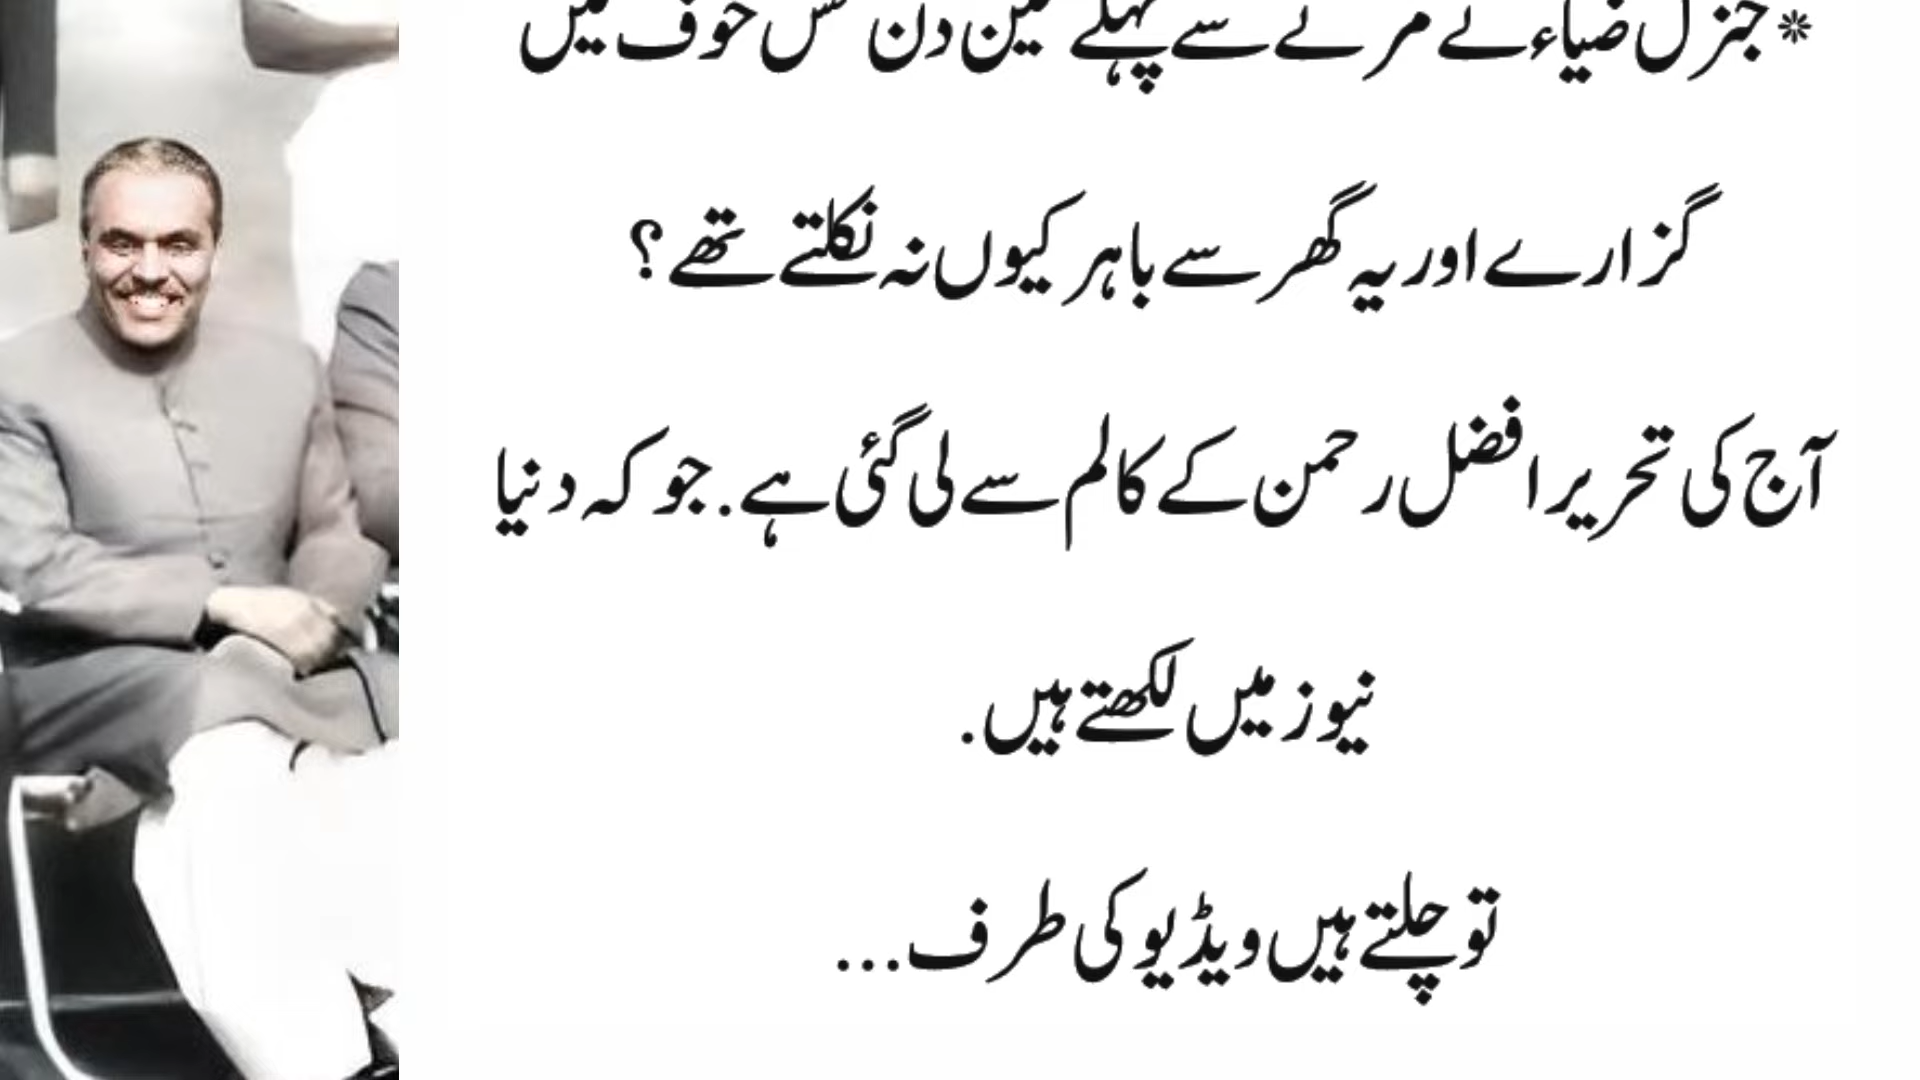 * جنرل ضیاء نے مرنے سے پہلے تین دن کس خوف میں
گزارے اور یہ گھر سے باہر کیوں نہ نکلتے تھے؟
آج کی تحریر افضل رحمن کے کالم سے لی گئی ہے. جو کہ دنیا
نیوز میں لکھتے ہیں.
تو چلتے ہیں ویڈیو کی طرف...